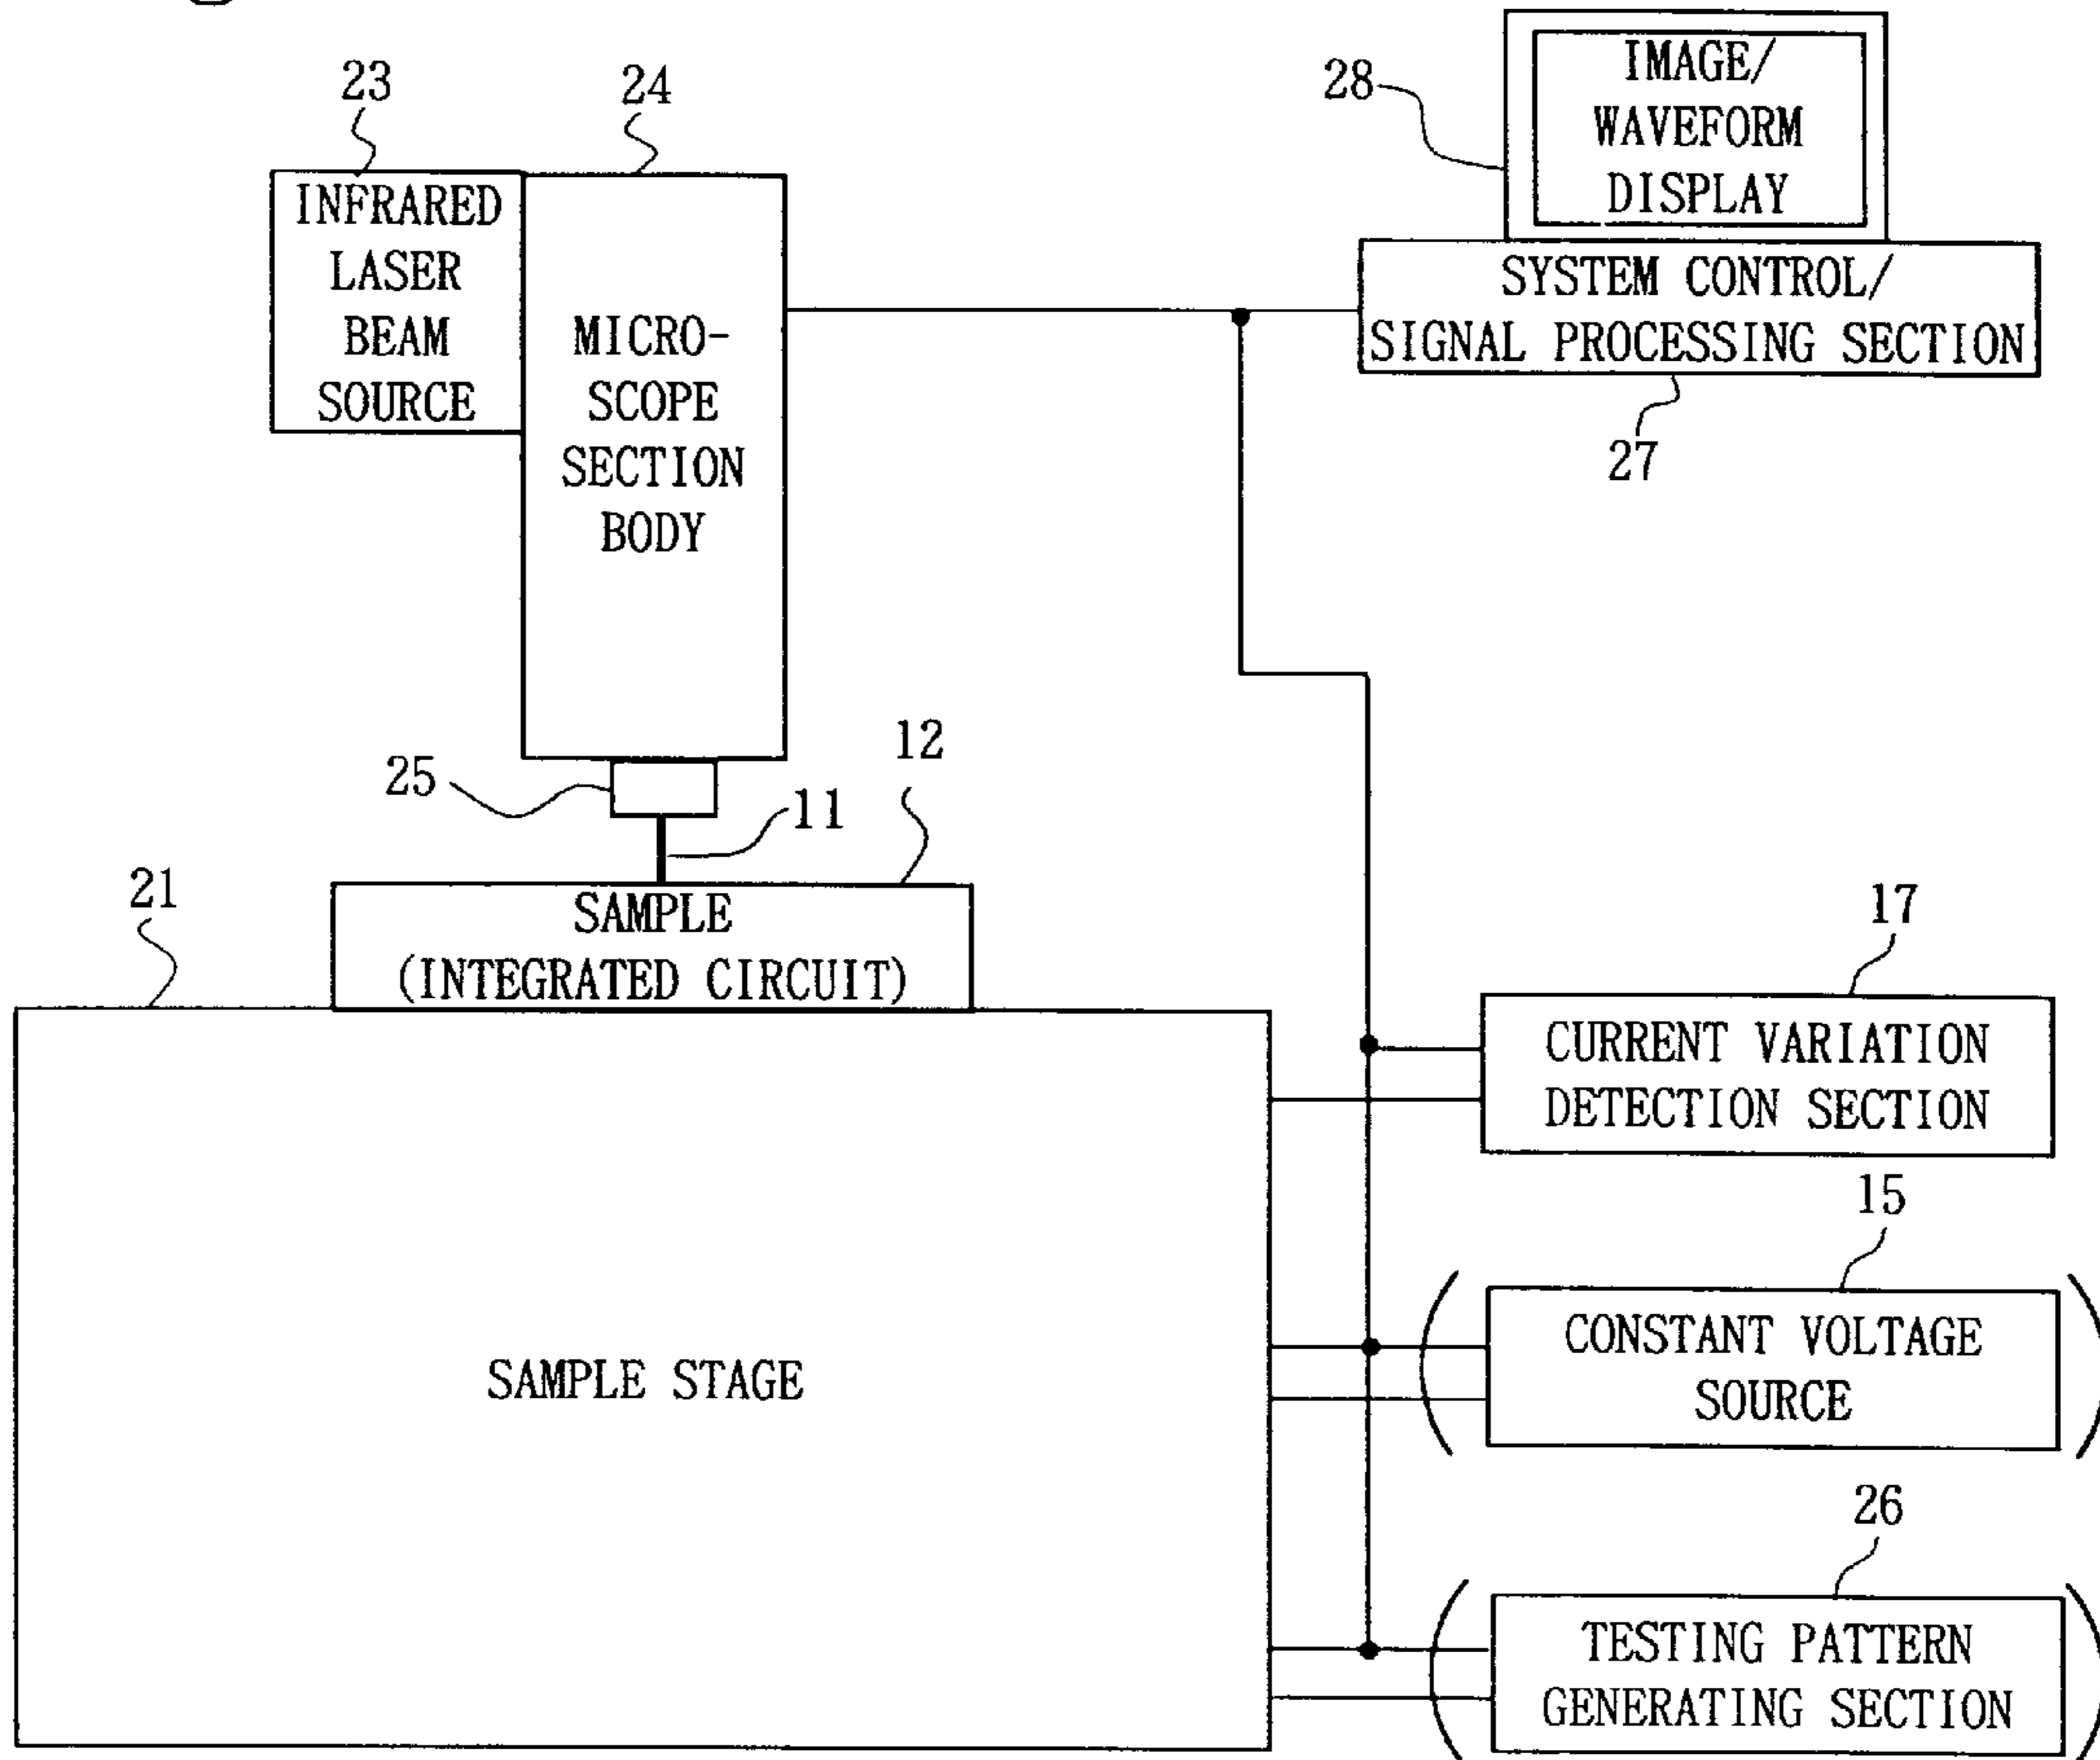 23
24
28
IMAGE/
WAVEFORM
DISPLAY
INFRARED
LASER
BEAM
SOURCE
MICRO-
SCOPE
SECTION
BODY
SYSTEM CONTROL/
SIGNAL PROCESSING SECTION
27
25
11
12
21
SAMPLE
(INTEGRATED CIRCUIT)
17
CURRENT VARIATION
DETECTION SECTION
15
SAMPLE STAGE
( CONSTANT VOLTAGE
SOURCE )
26
( TESTING PATTERN
GENERATING SECTION )